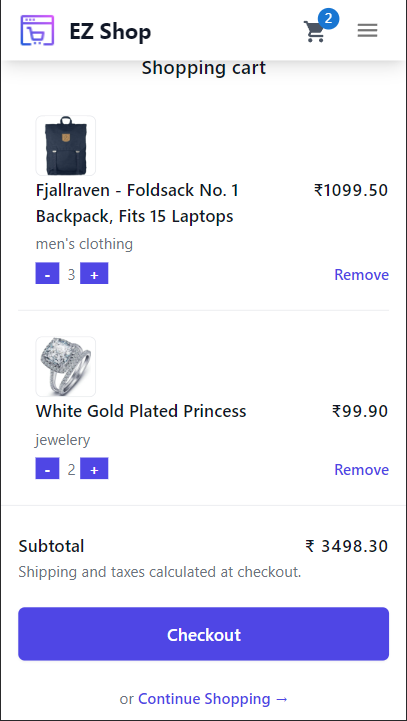 EZ Shop
2
Shopping cart
Fjallraven - Foldsack No. 1 ₹1099.50
Backpack, Fits 15 Laptops
men's clothing
- 3 + Remove
White Gold Plated Princess ₹99.90
jewelery
- 2 + Remove
Subtotal ₹ 3498.30
Shipping and taxes calculated at checkout.
Checkout
or Continue Shopping →